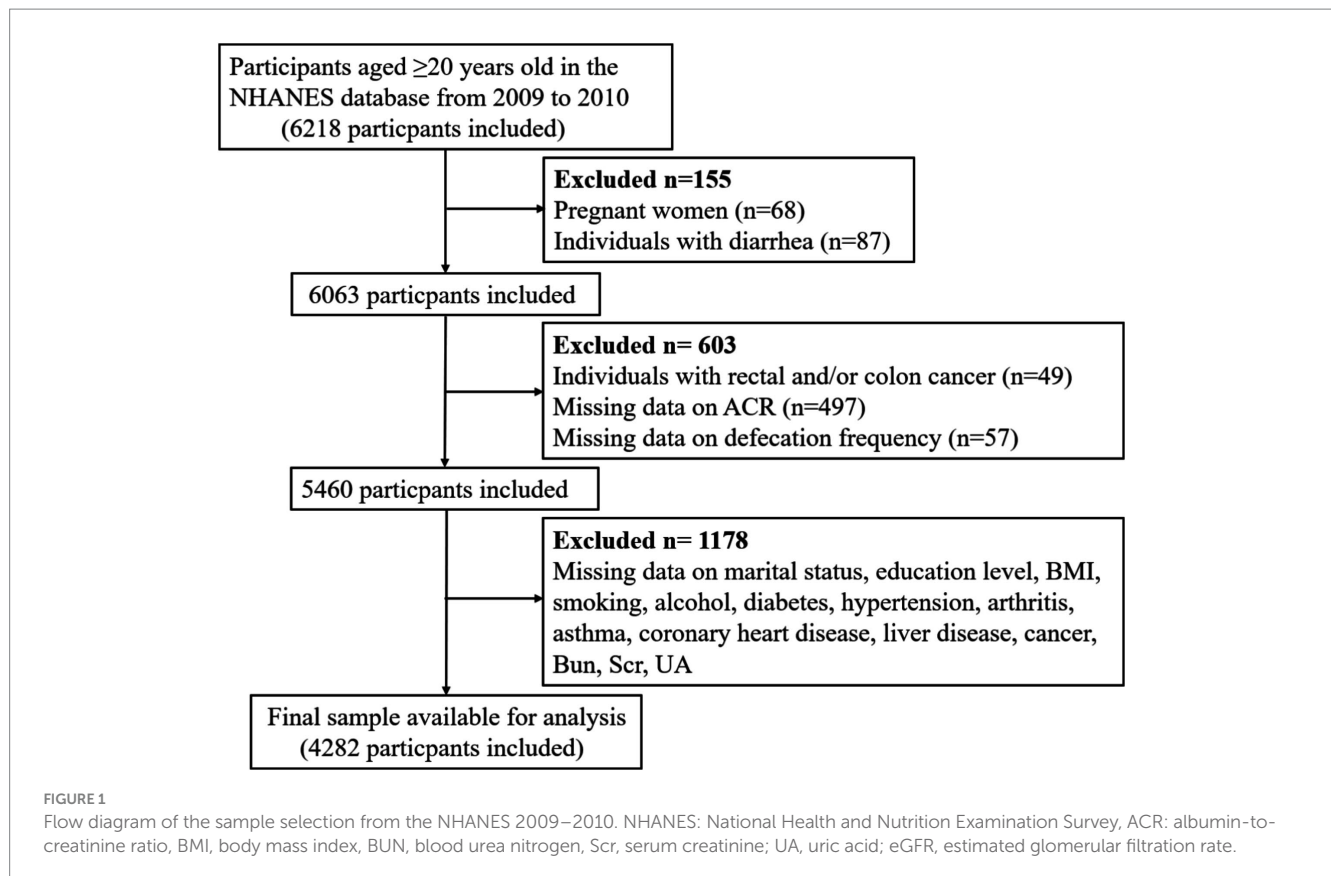 Participants aged ≥20 years old in the
NHANES database from 2009 to 2010
(6218 particpants included)
Excluded n=155
Pregnant women (n=68)
Individuals with diarrhea (n=87)
6063 particpants included
Excluded n= 603
Individuals with rectal and/or colon cancer (n=49)
Missing data on ACR (n=497)
Missing data on defecation frequency (n=57)
5460 particpants included
Excluded n= 1178
Missing data on marital status, education level, BMI,
smoking, alcohol, diabetes, hypertension, arthritis,
asthma, coronary heart disease, liver disease, cancer,
Bun, Scr, UA
Final sample available for analysis
(4282 particpants included)
FIGURE 1
Flow diagram of the sample selection from the NHANES 2009–2010. NHANES: National Health and Nutrition Examination Survey, ACR: albumin-to-
creatinine ratio, BMI, body mass index, BUN, blood urea nitrogen, Scr, serum creatinine; UA, uric acid; eGFR, estimated glomerular filtration rate.